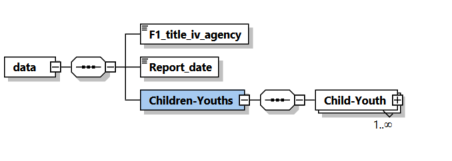 F1_title_iv_agency
data
Report_date
Children-Youths
Child-Youth
1..∞